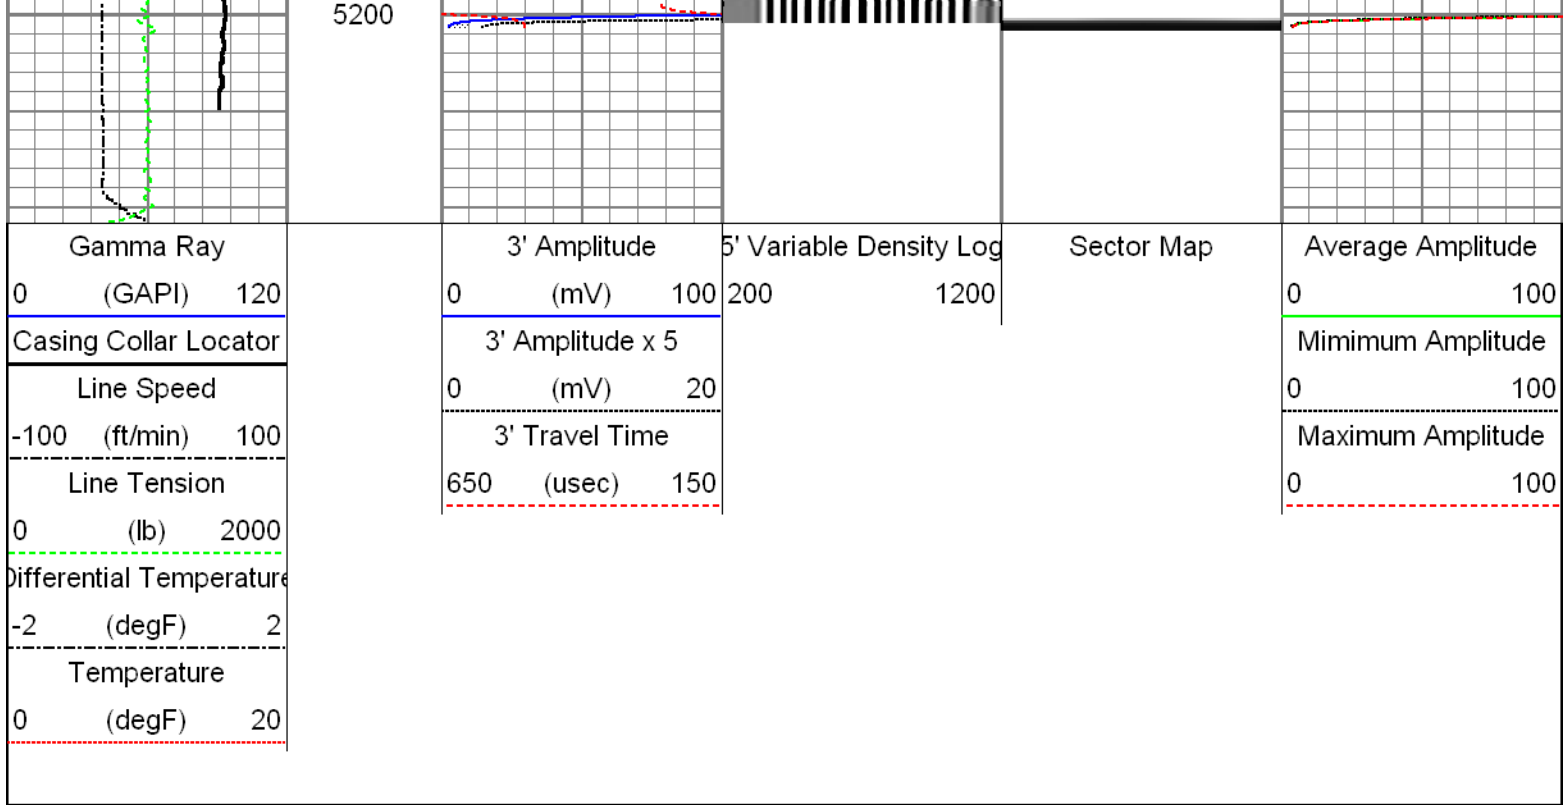 5200
Gamma Ray
0 (GAPI) 120
Casing Collar Locator
Line Speed
-100 (ft/min) 100
Line Tension
0 (lb) 2000
Differential Temperature
-2 (degF) 2
Temperature
0 (degF) 20
3' Amplitude
0 (mV) 100
3' Amplitude x 5
0 (mV) 20
3' Travel Time
650 (usec) 150
5' Variable Density Log
200 1200
Sector Map
Average Amplitude
0 100
Mimimum Amplitude
0 100
Maximum Amplitude
0 100